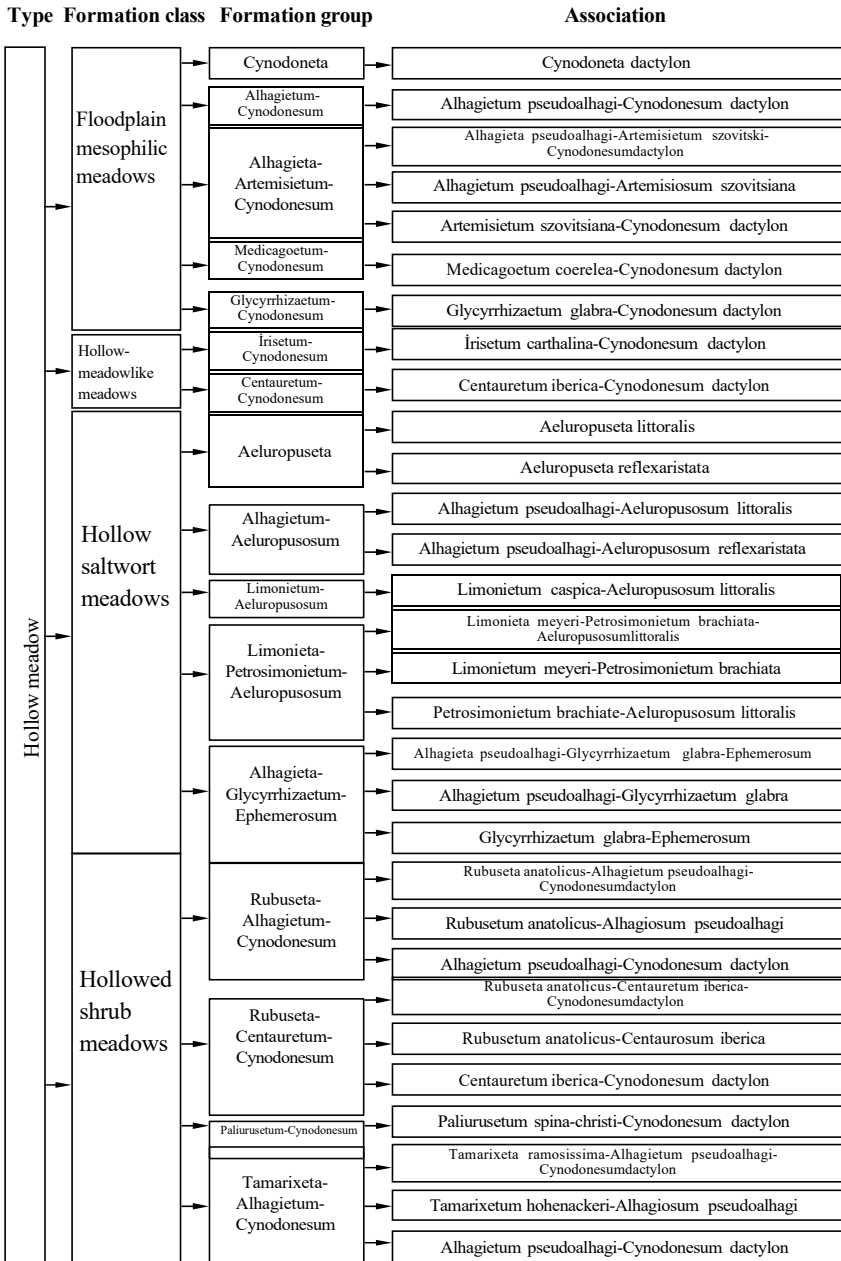 Type Formation class Formation group Association
Hollow meadow
Floodplain
mesophilic
meadows
Cynodoneta
Cynodoneta dactylon
Alhagietum-
Cynodonesum
Alhagietum pseudoalhagi-Cynodonesum dactylon
Alhagieta-
Artemisietum-
Cynodonesum
Alhagieta pseudoalhagi-Artemisietum szovitski-
Cynodonesumdactylon
Alhagietum pseudoalhagi-Artemisiosum szovitsiana
Artemisietum szovitsiana-Cynodonesum dactylon
Medicagoetum-
Cynodonesum
Medicagoetum coerelea-Cynodonesum dactylon
Glycyrrhizaetum-
Cynodonesum
Glycyrrhizaetum glabra-Cynodonesum dactylon
Hollow-
meadowlike
meadows
İrisetum-
Cynodonesum
İrisetum carthalina-Cynodonesum dactylon
Centauretum-
Cynodonesum
Centauretum iberica-Cynodonesum dactylon
Hollow
saltwort
meadows
Aeluropuseta
Aeluropuseta littoralis
Aeluropuseta reflexaristata
Alhagietum-
Aeluropusosum
Alhagietum pseudoalhagi-Aeluropusosum littoralis
Alhagietum pseudoalhagi-Aeluropusosum reflexaristata
Limonietum-
Aeluropusosum
Limonietum caspica-Aeluropusosum littoralis
Limonieta-
Petrosimonietum-
Aeluropusosum
Limonieta meyeri-Petrosimonietum brachiata-
Aeluropusosumlittoralis
Limonietum meyeri-Petrosimonietum brachiata
Petrosimonietum brachiate-Aeluropusosum littoralis
Alhagieta-
Glycyrrhizaetum-
Ephemerosum
Alhagieta pseudoalhagi-Glycyrrhizaetum glabra-Ephemerosum
Alhagietum pseudoalhagi-Glycyrrhizaetum glabra
Glycyrrhizaetum glabra-Ephemerosum
Hollowed
shrub
meadows
Rubuseta-
Alhagietum-
Cynodonesum
Rubuseta anatolicus-Alhagietum pseudoalhagi-
Cynodonesumdactylon
Rubusetum anatolicus-Alhagiosum pseudoalhagi
Alhagietum pseudoalhagi-Cynodonesum dactylon
Rubuseta-
Centauretum-
Cynodonesum
Rubuseta anatolicus-Centauretum iberica-
Cynodonesumdactylon
Rubusetum anatolicus-Centaurosum iberica
Centauretum iberica-Cynodonesum dactylon
Paliurusetum-Cynodonesum
Paliurusetum spina-christi-Cynodonesum dactylon
Tamarixeta-
Alhagietum-
Cynodonesum
Tamarixeta ramosissima-Alhagietum pseudoalhagi-
Cynodonesumdactylon
Tamarixetum hohenackeri-Alhagiosum pseudoalhagi
Alhagietum pseudoalhagi-Cynodonesum dactylon